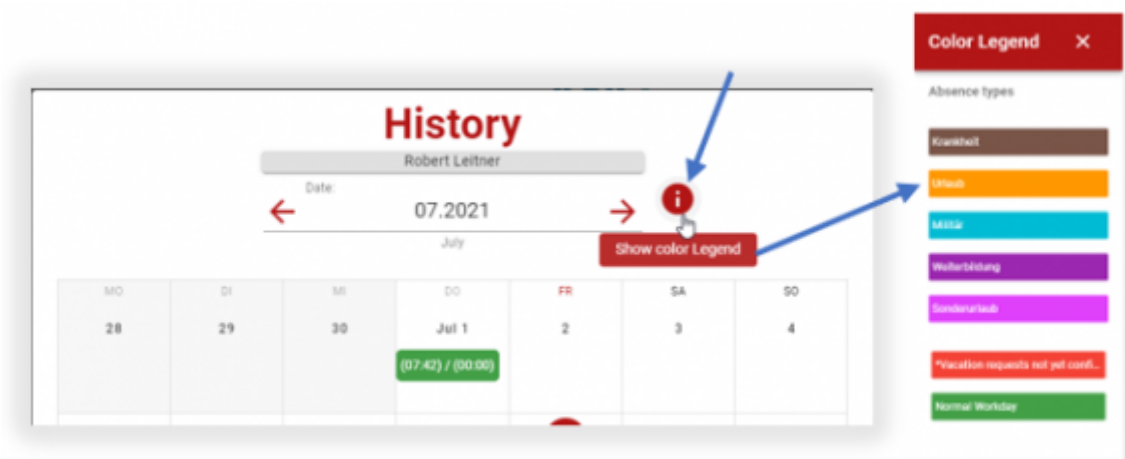 History
Robert Leitner
Date:
07.2021
July
Show color Legend
MO DI MI DO FR SA SO
28 29 30 Jul 1 2 3 4
(07:42) / (00:00)
Color Legend
Absence types
Krankheit
Urlaub
Militär
Weiterbildung
Sonderurlaub
*Vacation requests not yet confi...
Normal Workday